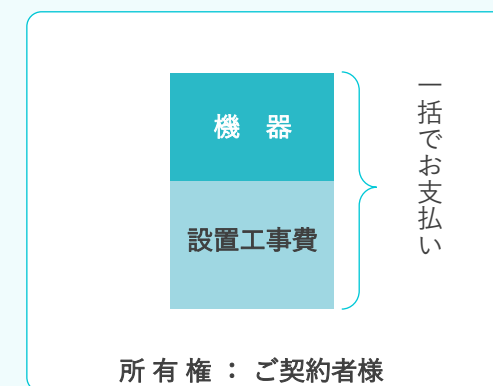 機　器
設置工事費
一括でお支払い
所 有 権 ： ご契約者様